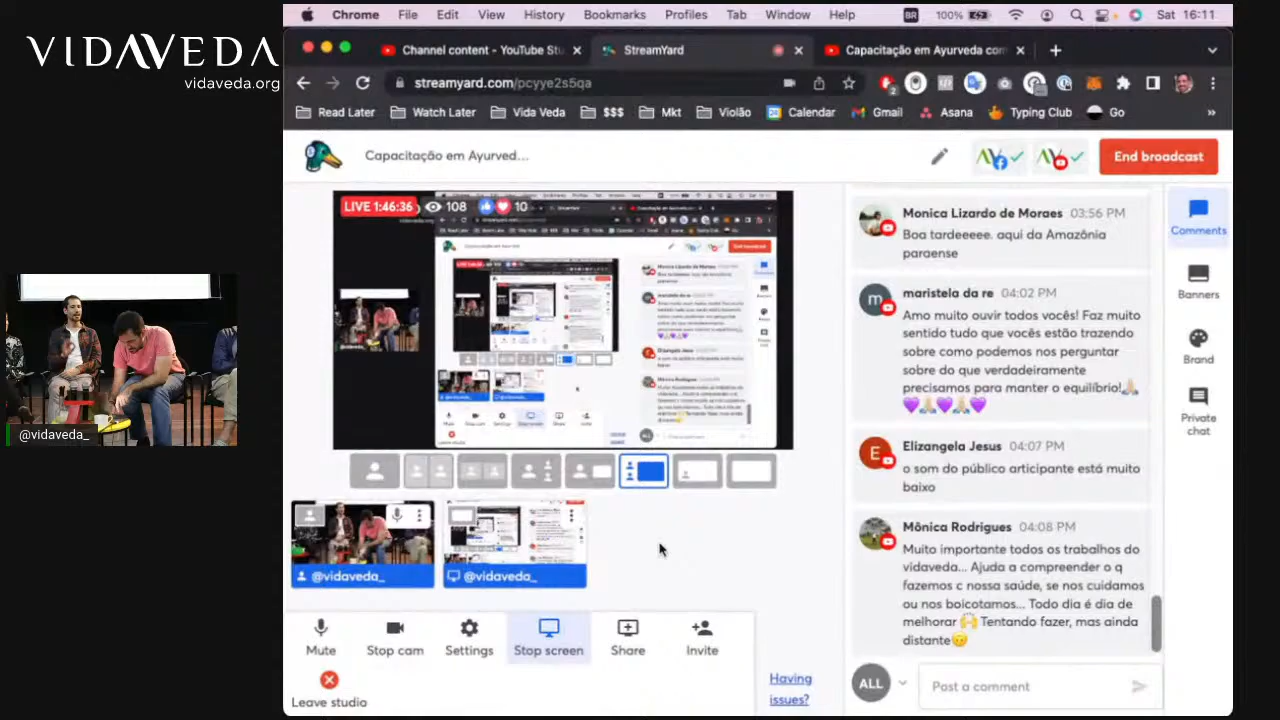 VIDAVEDA
vidaveda.org
Chrome File Edit View History Bookmarks Profiles Tab Window Help BR 100% Sat 16:11
Channel content - YouTube Stu
StreamYard
Capacitação em Ayurveda com
streamyard.com/pcyye2s5qa
Read Later Watch Later Vida Veda $$$ Mkt Violão Calendar Gmail Asana Typing Club Go »
Capacitação em Ayurved...
End broadcast
LIVE 1:46:36 108 10
@vidaveda_
@vidaveda_
@vidaveda_
Mute
Stop cam
Settings
Stop screen
Share
Invite
Leave studio
Having
issues?
Monica Lizardo de Moraes 03:56 PM
Boa tardeeeee. aqui da Amazônia
paraense
maristela da re 04:02 PM
Amo muito ouvir todos vocês! Faz muito
sentido tudo que vocês estão trazendo
sobre como podemos nos perguntar
sobre do que verdadeiramente
precisamos para manter o equilíbrio!🙏🏼
💜🙏🏼💜🙏🏼💜
Elizangela Jesus 04:07 PM
o som do público articipante está muito
baixo
Mônica Rodrigues 04:08 PM
Muito importante todos os trabalhos do
vidaveda... Ajuda a compreender o q
fazemos c nossa saúde, se nos cuidamos
ou nos boicotamos... Todo dia é dia de
melhorar 🙌 Tentando fazer, mas ainda
distante
ALL
Post a comment
Comments
Banners
Brand
Private
chat